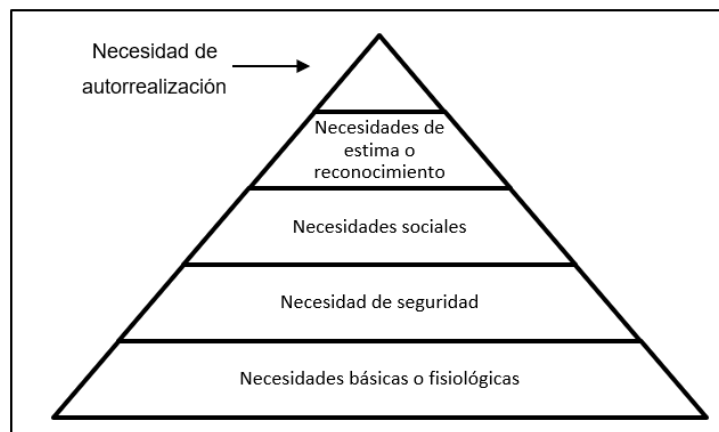 Necesidad de
autorrealización
Necesidades de
estima o
reconocimiento
Necesidades sociales
Necesidad de seguridad
Necesidades básicas o fisiológicas